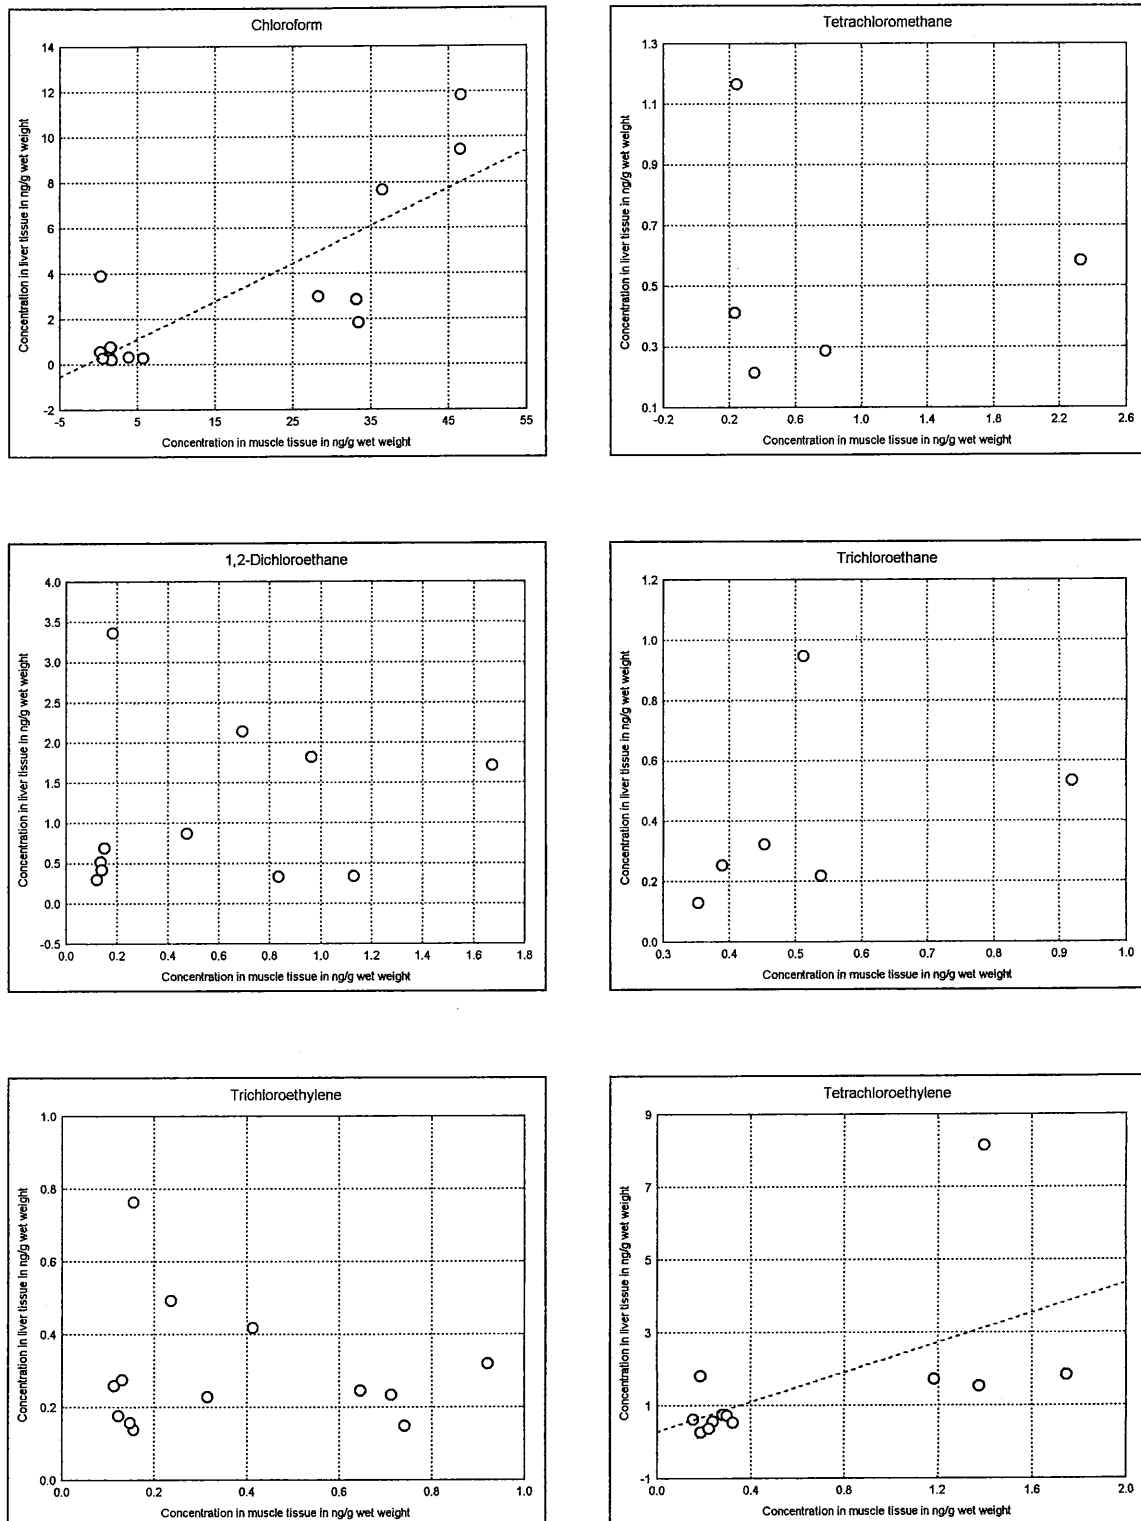 Chloroform
Concentration in liver tissue in ng/g wet weight
14
12
10
8
6
4
2
0
-2
-5 5 15 25 35 45 55
Concentration in muscle tissue in ng/g wet weight
Tetrachloromethane
Concentration in liver tissue in ng/g wet weight
1.3
1.1
0.9
0.7
0.5
0.3
0.1
-0.2 0.2 0.6 1.0 1.4 1.8 2.2 2.6
Concentration in muscle tissue in ng/g wet weight
1,2-Dichloroethane
Concentration in liver tissue in ng/g wet weight
4.0
3.5
3.0
2.5
2.0
1.5
1.0
0.5
0.0
-0.5
0.0 0.2 0.4 0.6 0.8 1.0 1.2 1.4 1.6 1.8
Concentration in muscle tissue in ng/g wet weight
Trichloroethane
Concentration in liver tissue in ng/g wet weight
1.2
1.0
0.8
0.6
0.4
0.2
0.0
0.3 0.4 0.5 0.6 0.7 0.8 0.9 1.0
Concentration in muscle tissue in ng/g wet weight
Trichloroethylene
Concentration in liver tissue in ng/g wet weight
1.0
0.8
0.6
0.4
0.2
0.0
0.0 0.2 0.4 0.6 0.8 1.0
Concentration in muscle tissue in ng/g wet weight
Tetrachloroethylene
Concentration in liver tissue in ng/g wet weight
9
7
5
3
1
-1
0.0 0.4 0.8 1.2 1.6 2.0
Concentration in muscle tissue in ng/g wet weight